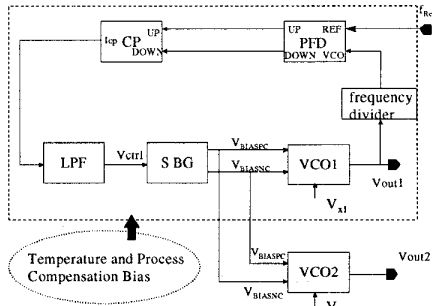 Icp CP UP
DOWN
UP REF
PFD
DOWN VCO
frequency
divider
LPF
Vctrl
S BG
VBIASPC
VBIASNC
VCO1
Vout1
Vx1
Temperature and Process
Compensation Bias
VBIASPC
VBIASNC
VCO2
Vout2